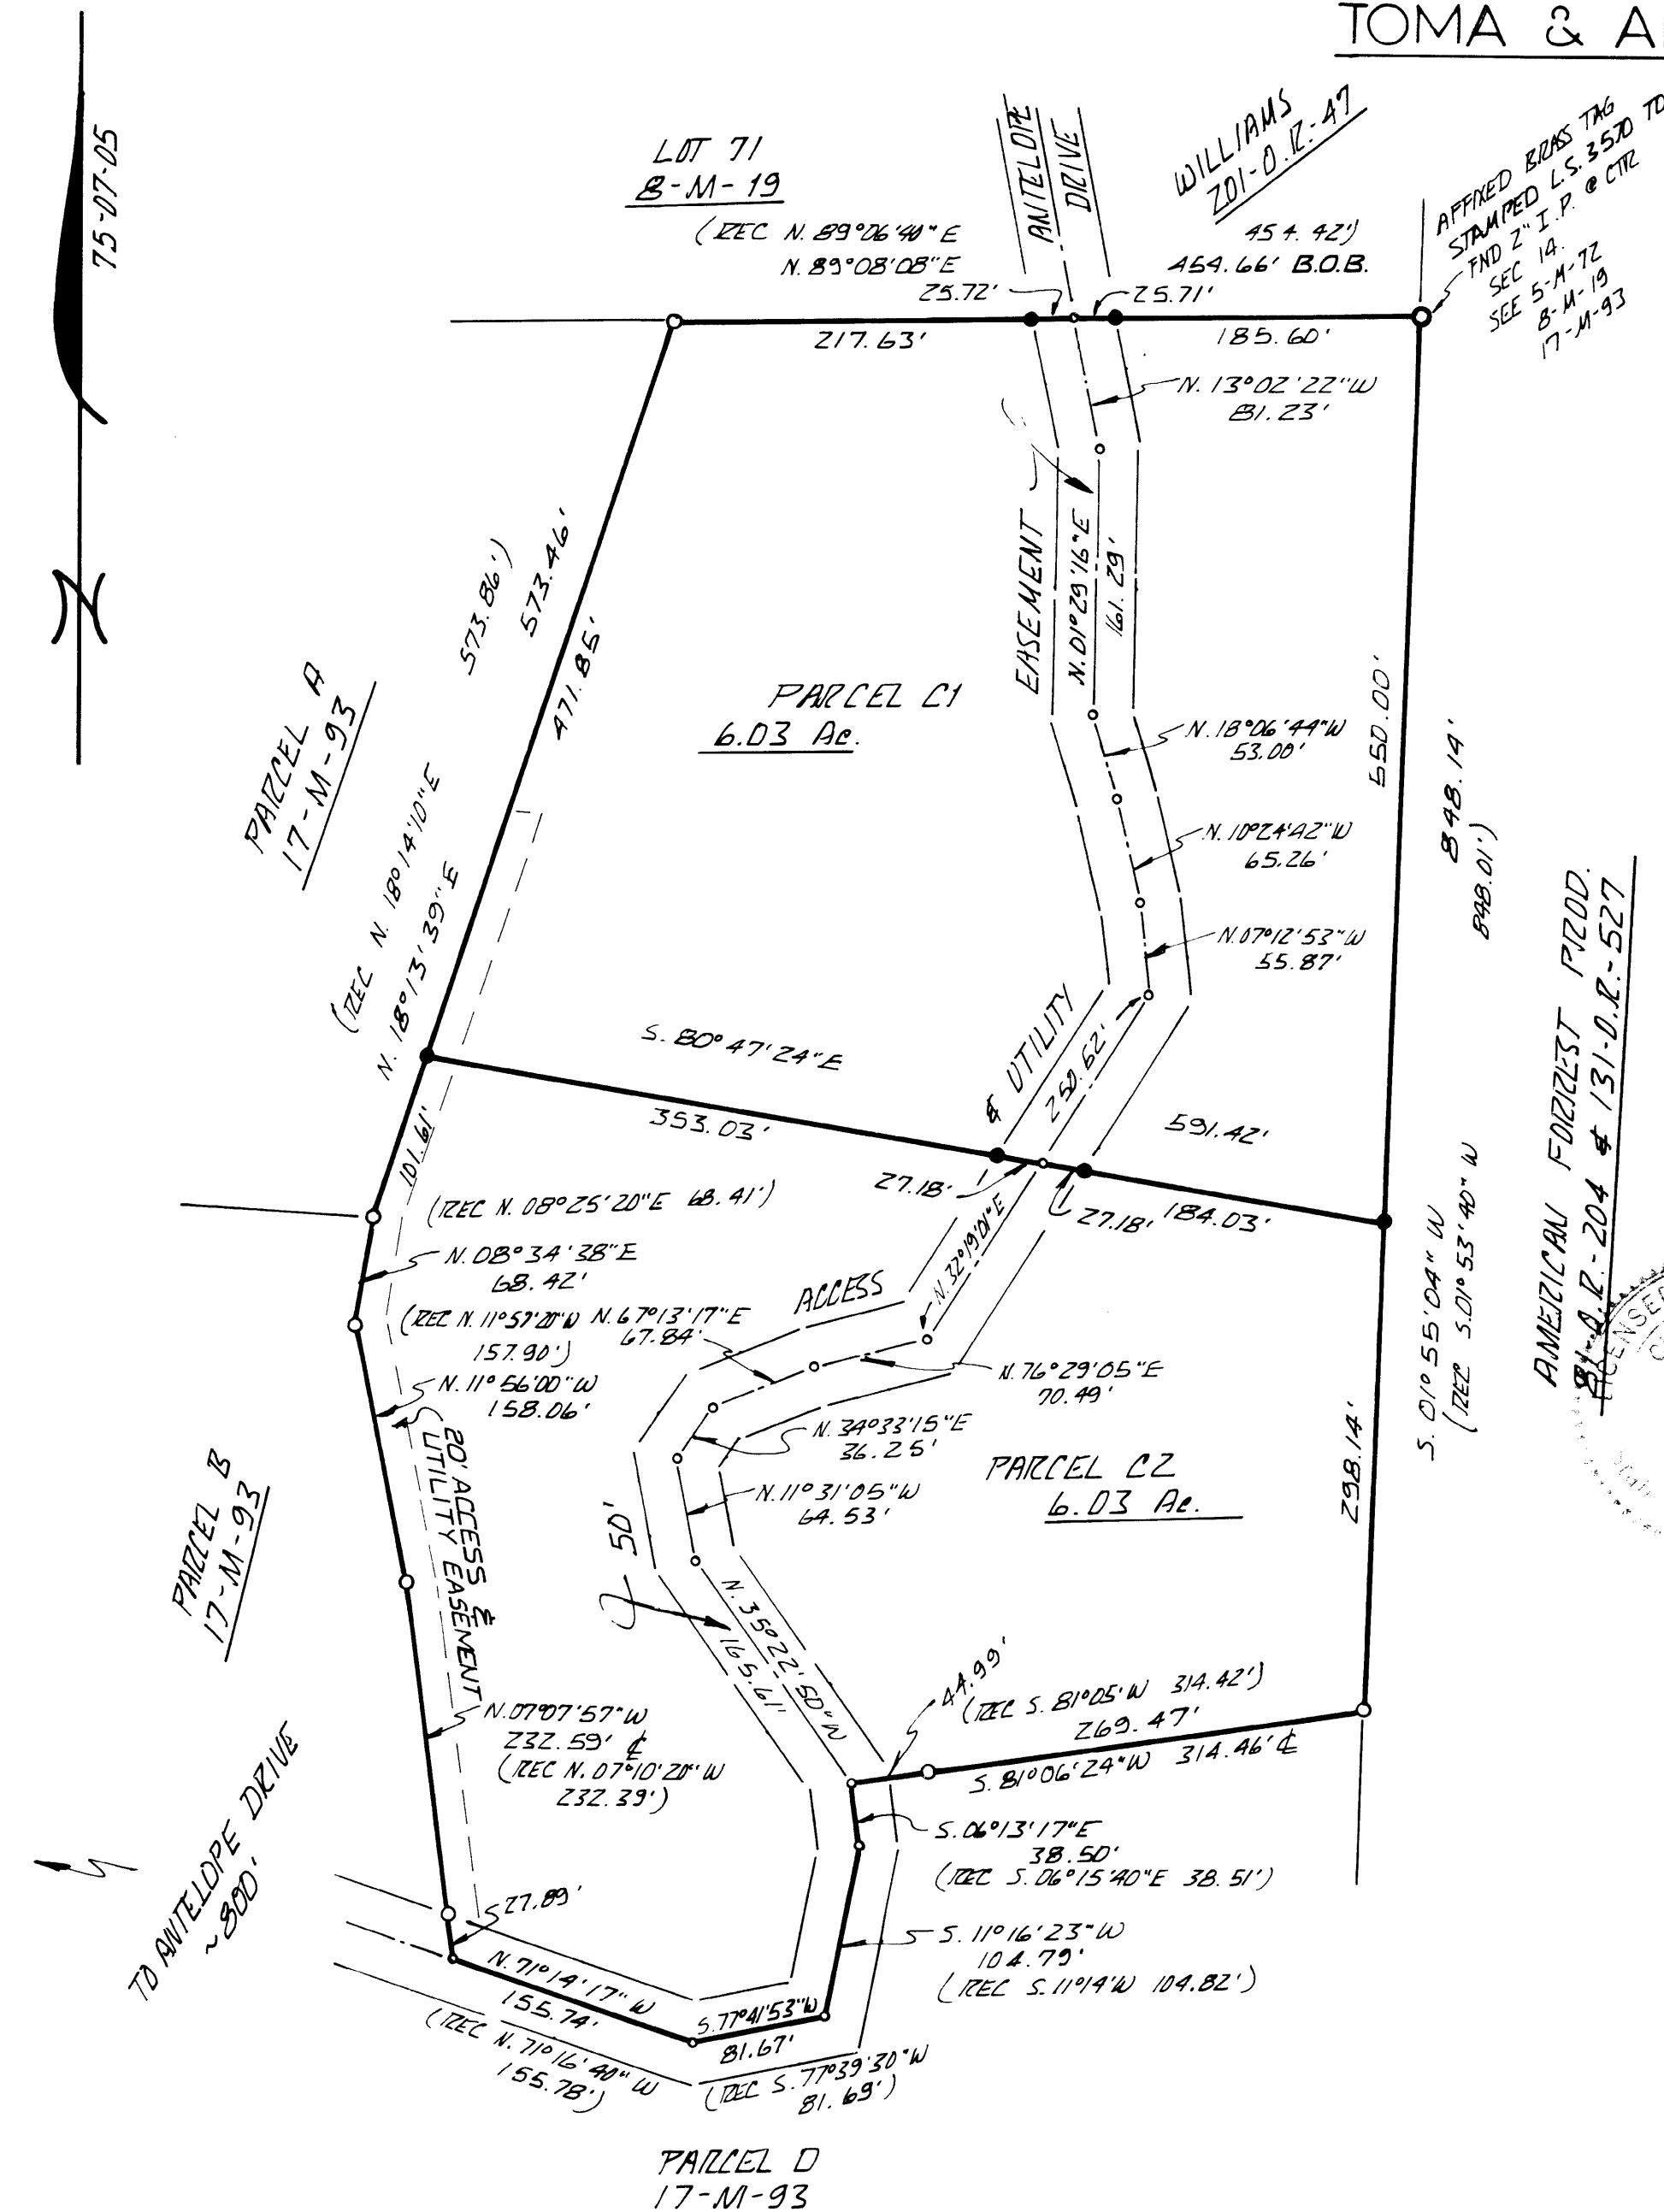 TOMA & A
75-07-05
LOT 71
8-M-19
ANTELOPE
DRIVE
WILLIAMS
201-O.R.-47
AFFIXED BRASS TAG
STAMPED L.S. 3570 TO
FND 2" I.P. @ CTR
SEC 14.
SEE 5-M-72
8-M-19
17-M-93
(REC N. 89°06'40" E
454.42')
N. 89°08'08" E
454.66' B.O.B.
25.72'
25.71'
217.63'
185.60'
N. 13°02'22" W
81.23'
EASEMENT
N. 01°29'16" E
161.29'
573.86')
573.46'
471.85'
PARCEL C1
6.03 Ac.
N. 18°06'44" W
53.00'
550.00'
848.14'
848.01')
PARCEL A
17-M-93
N. 10°24'42" W
65.26'
N. 07°12'53" W
55.87'
(REC N. 18°14'10" E
N. 18°13'39" E
AMERICAN FORREST PROD.
81-O.R.-204 & 131-O.R.-527
S. 80°47'24" E
353.03'
& UTILITY
250.62'
591.42'
27.18'
27.18'
184.03'
101.61'
N. 32°19'01" E
S. 01°55'04" W
(REC S. 01°53'40" W
(REC N. 08°25'20" E 68.41')
N. 08°34'38" E
68.42'
ACCESS
(REC N. 11°57'20" W
157.90')
N. 67°13'17" E
67.84'
N. 11°56'00" W
158.06'
N. 76°29'05" E
70.49'
N. 34°33'15" E
36.25'
PARCEL C2
6.03 Ac.
298.14'
N. 11°31'05" W
64.53'
20' ACCESS &
UTILITY EASEMENT
50'
PARCEL B
17-M-93
N. 35°22'50" W
165.61'
44.99'
(REC S. 81°05' W 314.42')
269.47'
S. 81°06'24" W 314.46' ℄
N. 07°07'57" W
232.59' ℄
(REC N. 07°10'20" W
232.39')
S. 06°13'17" E
38.50'
(REC S. 06°15'40" E 38.51')
TO ANTELOPE DRIVE
~800'
27.89'
S. 11°16'23" W
104.79'
(REC S. 11°14' W 104.82')
N. 71°14'17" W
155.74'
(REC N. 71°16'40" W
155.78')
S. 77°41'53" W
81.67'
(REC S. 77°39'30" W
81.69')
PARCEL D
17-M-93